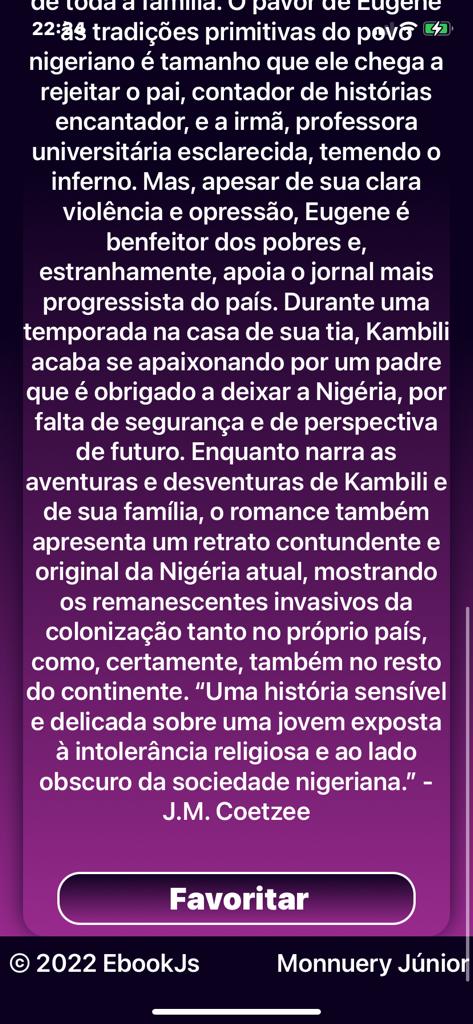 de toda a família. O pavor de Eugene
22:24
às tradições primitivas do povo
nigeriano é tamanho que ele chega a
rejeitar o pai, contador de histórias
encantador, e a irmã, professora
universitária esclarecida, temendo o
inferno. Mas, apesar de sua clara
violência e opressão, Eugene é
benfeitor dos pobres e,
estranhamente, apoia o jornal mais
progressista do país. Durante uma
temporada na casa de sua tia, Kambili
acaba se apaixonando por um padre
que é obrigado a deixar a Nigéria, por
falta de segurança e de perspectiva
de futuro. Enquanto narra as
aventuras e desventuras de Kambili e
de sua família, o romance também
apresenta um retrato contundente e
original da Nigéria atual, mostrando
os remanescentes invasivos da
colonização tanto no próprio país,
como, certamente, também no resto
do continente. “Uma história sensível
e delicada sobre uma jovem exposta
à intolerância religiosa e ao lado
obscuro da sociedade nigeriana.” -
J.M. Coetzee
Favoritar
© 2022 EbookJs Monnuery Júnior